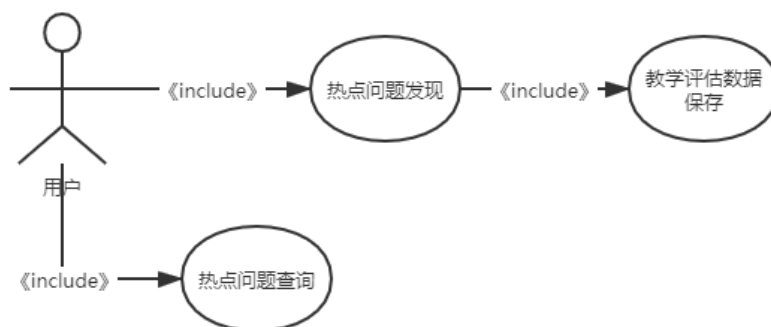 《include》
热点问题发现
《include》
教学评估数据
保存
用户
《include》
热点问题查询